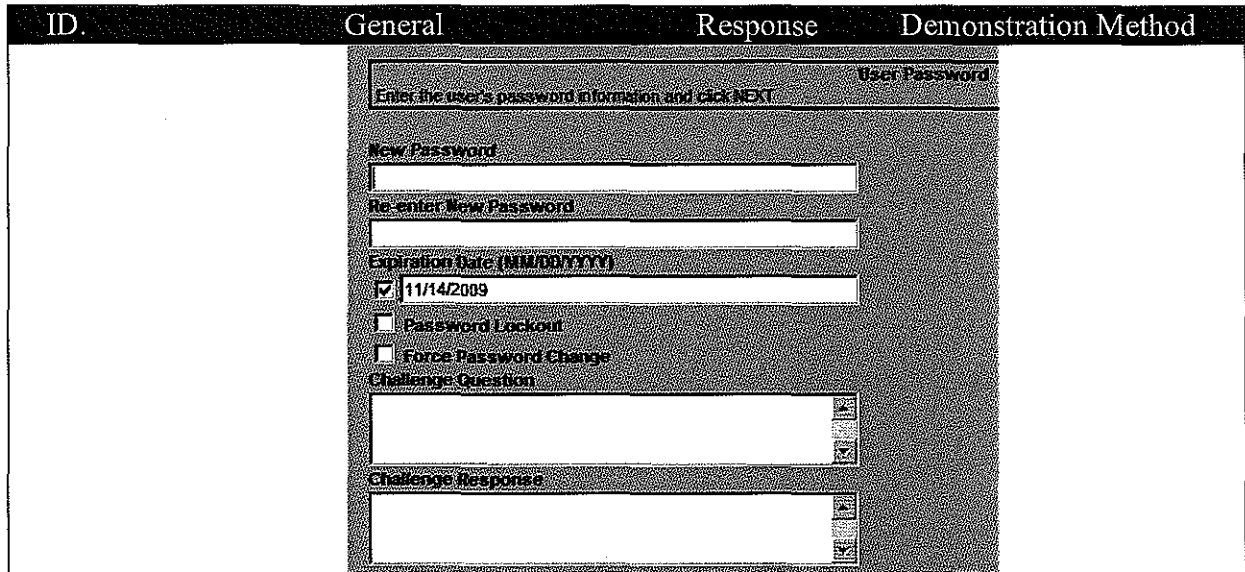 ID. General Response Demonstration Method
User Password
Enter the user's password information and click NEXT
New Password
Re-enter New Password
Expiration Date (MM/DD/YYYY)
11/14/2009
Password Lockout
Force Password Change
Challenge Question
Challenge Response